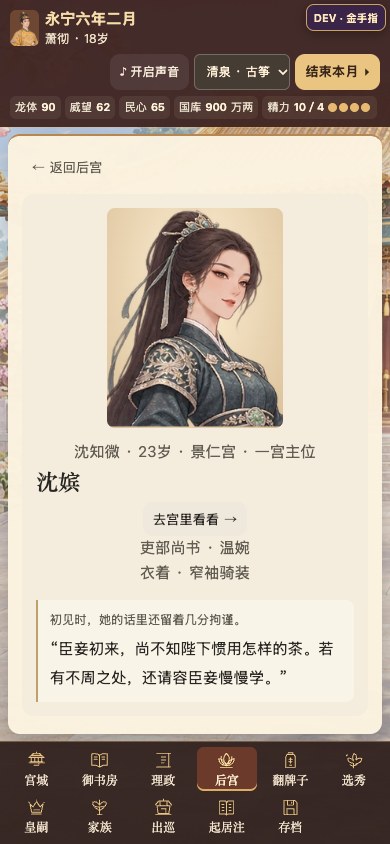 永宁六年二月
萧彻 · 18岁
DEV · 金手指
♪ 开启声音
清泉 · 古筝
结束本月
龙体 90
威望 62
民心 65
国库 900 万两
精力 10 / 4
← 返回后宫
沈知微 · 23岁 · 景仁宫 · 一宫主位
沈嫔
去宫里看看 →
吏部尚书 · 温婉
衣着 · 窄袖骑装
初见时，她的话里还留着几分拘谨。
“臣妾初来，尚不知陛下惯用怎样的茶。若
有不周之处，还请容臣妾慢慢学。”
宫城
御书房
理政
后宫
翻牌子
选秀
皇嗣
家族
出巡
起居注
存档